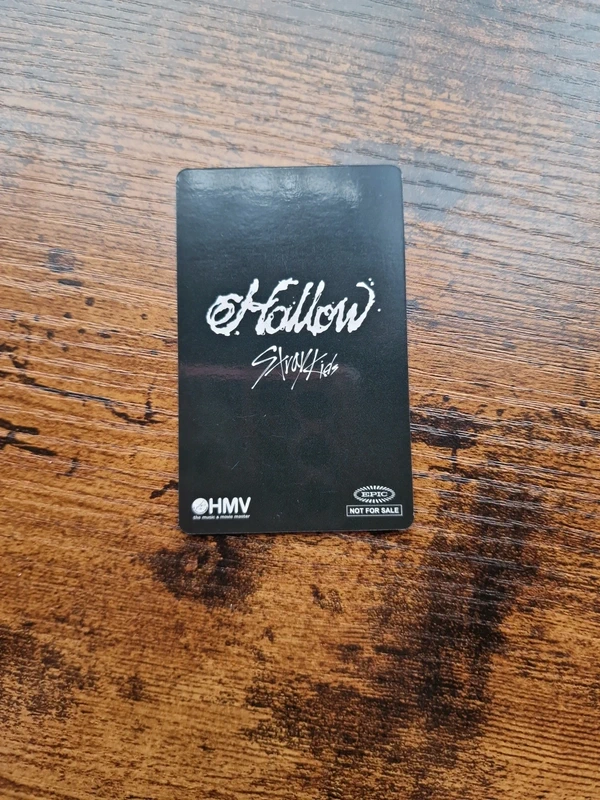 Hollow
Stray Kids
HMV
the music & movie master
EPIC
NOT FOR SALE